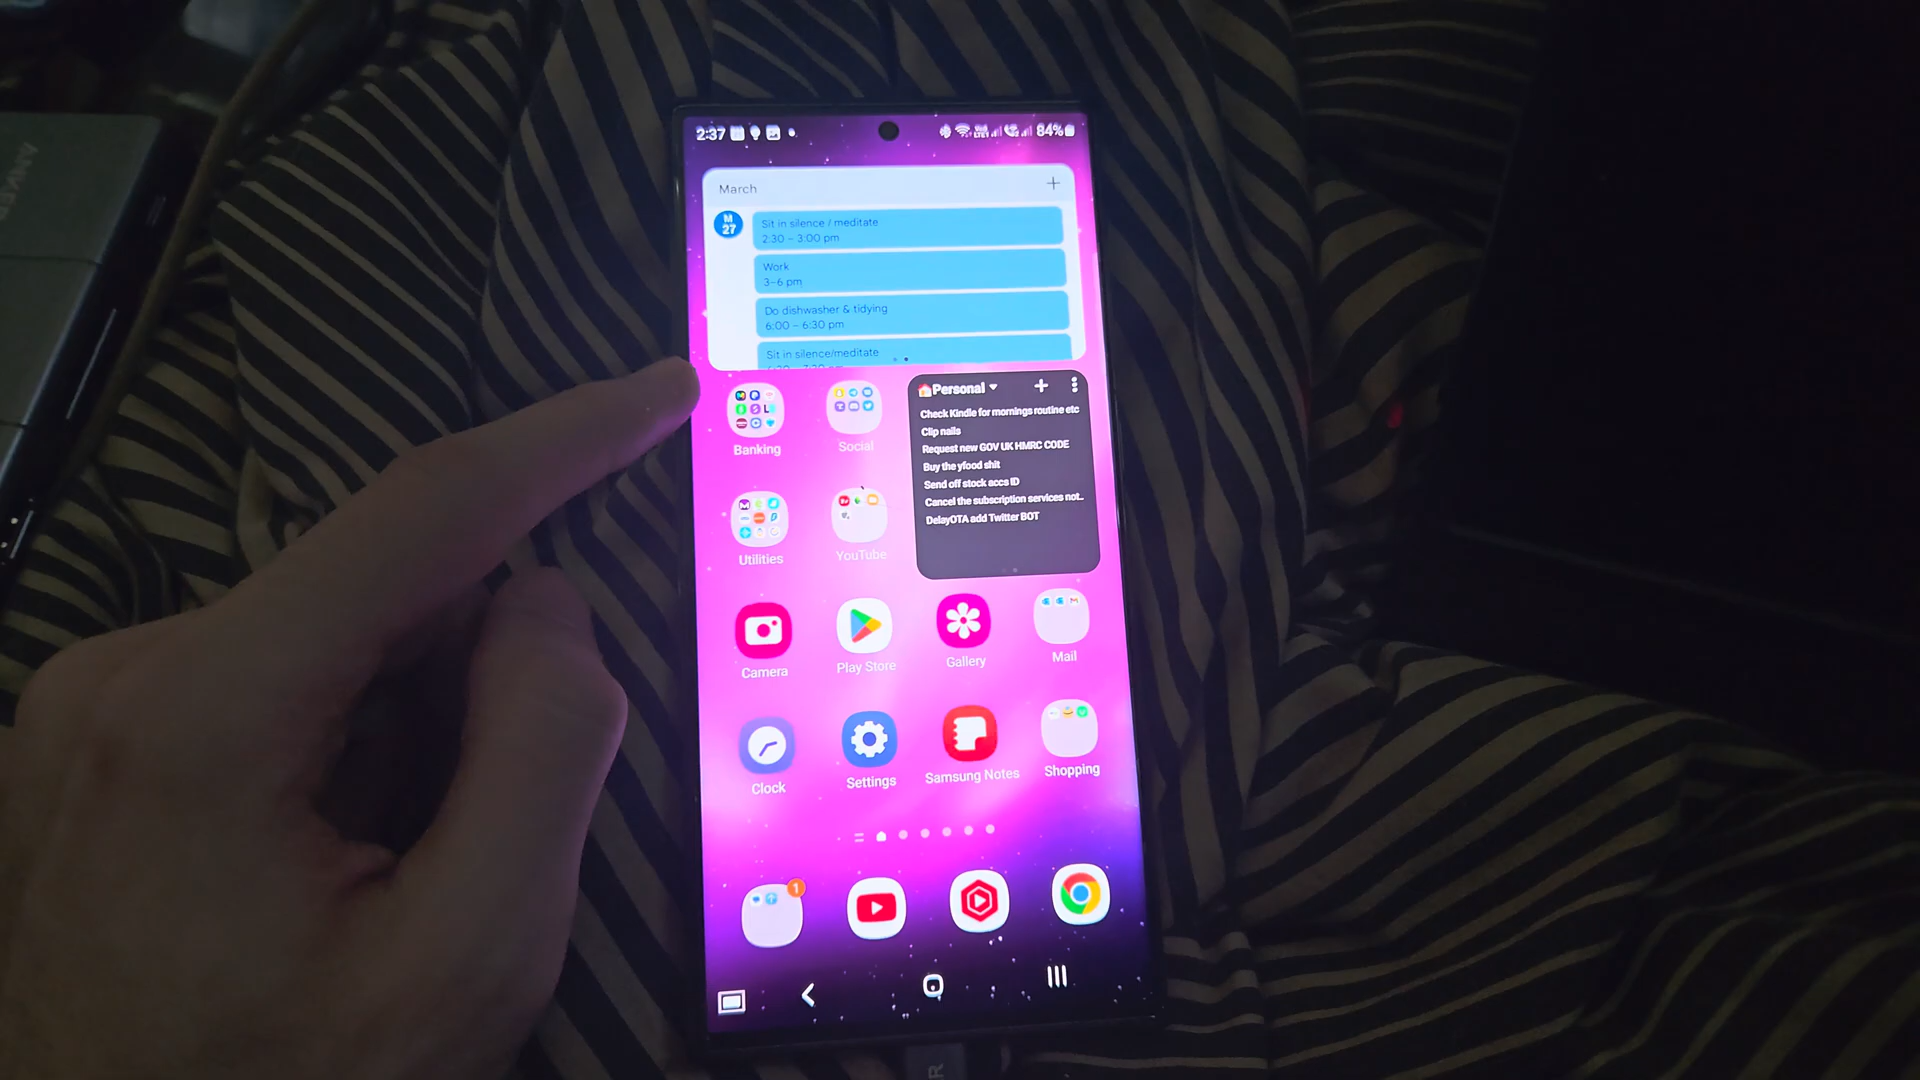 ANKER
2:37
84%
March
+
M
27
Sit in silence / meditate
2:30 – 3:00 pm
Work
3–6 pm
Do dishwasher & tidying
6:00 – 6:30 pm
Sit in silence/meditate
Banking
Social
Personal
+
Check Kindle for mornings routine etc
Clip nails
Request new GOV UK HMRC CODE
Buy the yfood shit
Send off stock accs ID
Cancel the subscription services not..
DelayOTA add Twitter BOT
Utilities
YouTube
Camera
Play Store
Gallery
Mail
Clock
Settings
Samsung Notes
Shopping
1
R